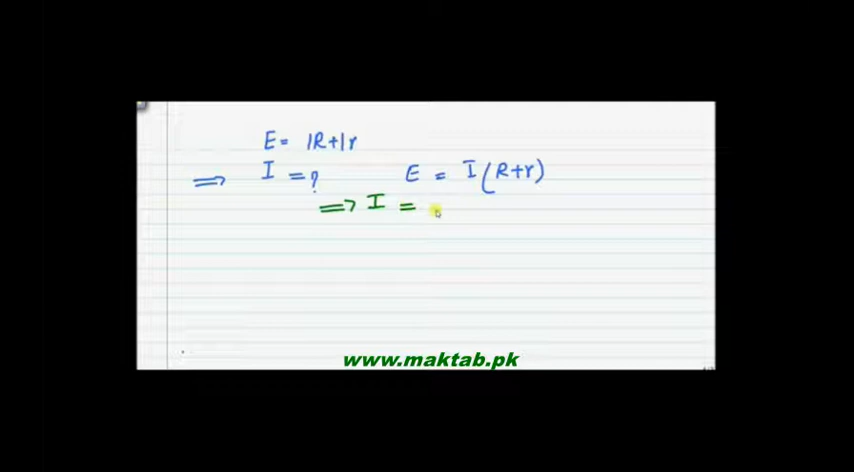 E = IR+Ir
⟹ I = ? E = I(R+r)
⟹ I =
www.maktab.pk